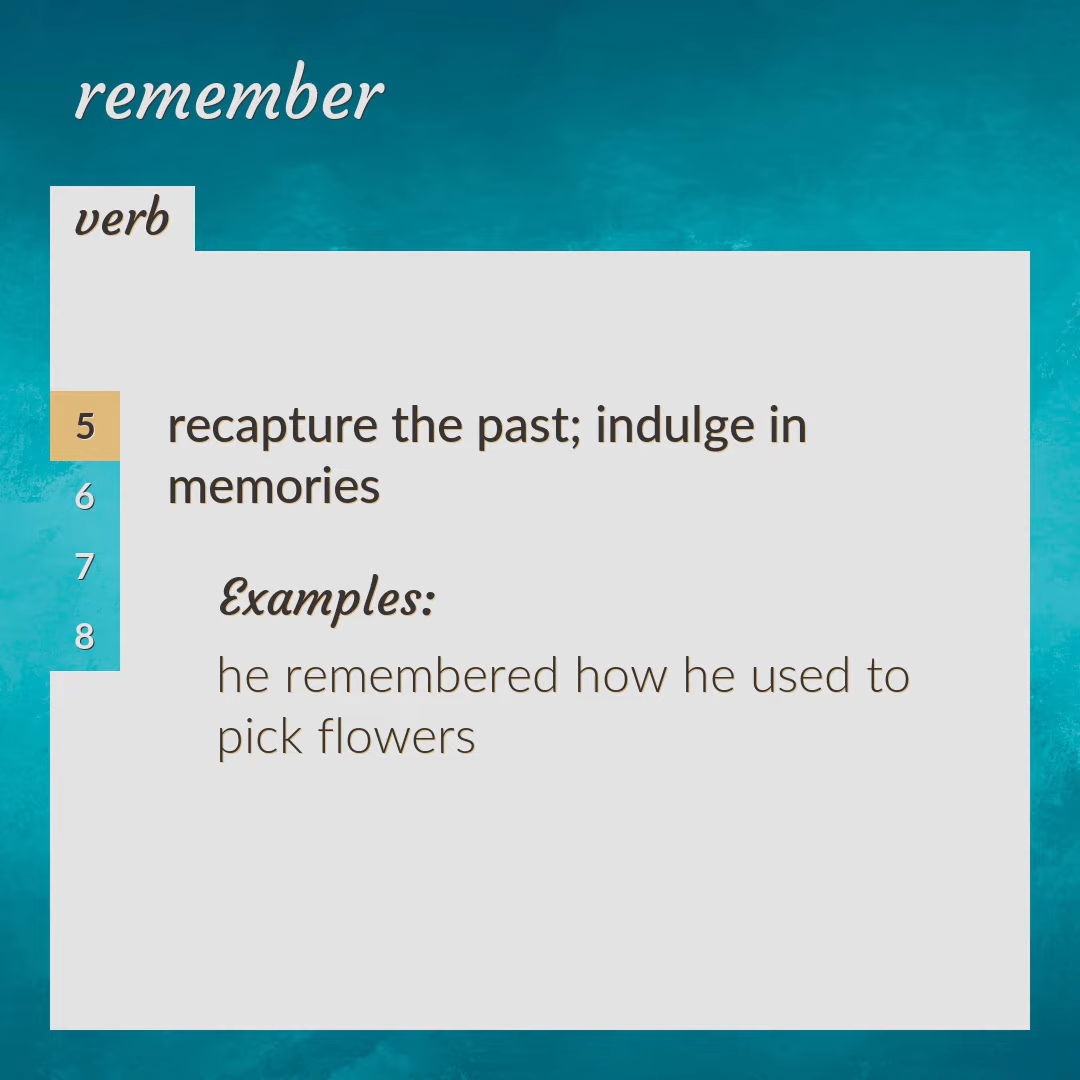 remember
verb
5
recapture the past; indulge in
memories
6
7
8
Examples:
he remembered how he used to
pick flowers